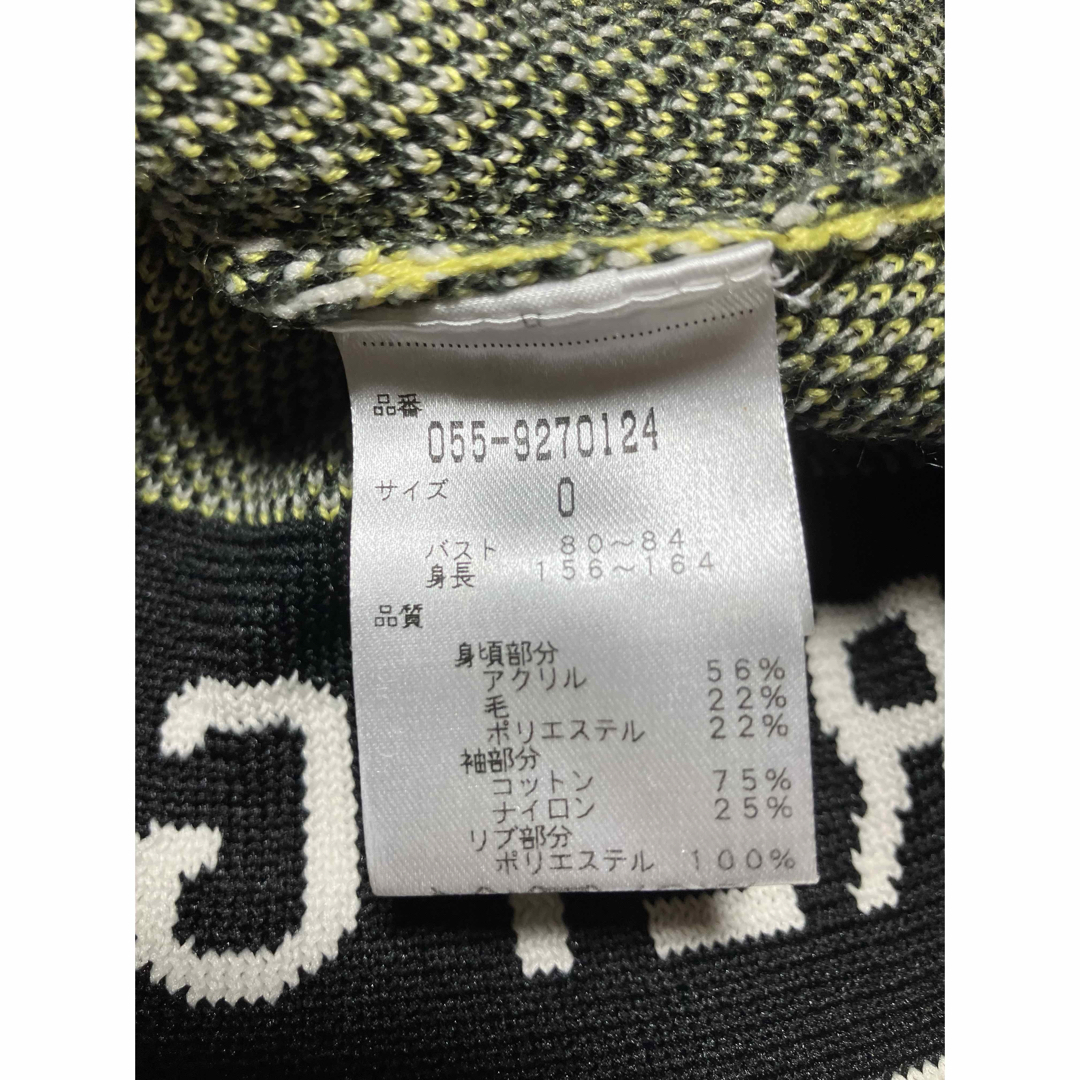 品番
055-9270124
サイズ 0
バスト 80〜84
身長 156〜164
品質
身頃部分
アクリル 56%
毛 22%
ポリエステル 22%
袖部分
コットン 75%
ナイロン 25%
リブ部分
ポリエステル 100%